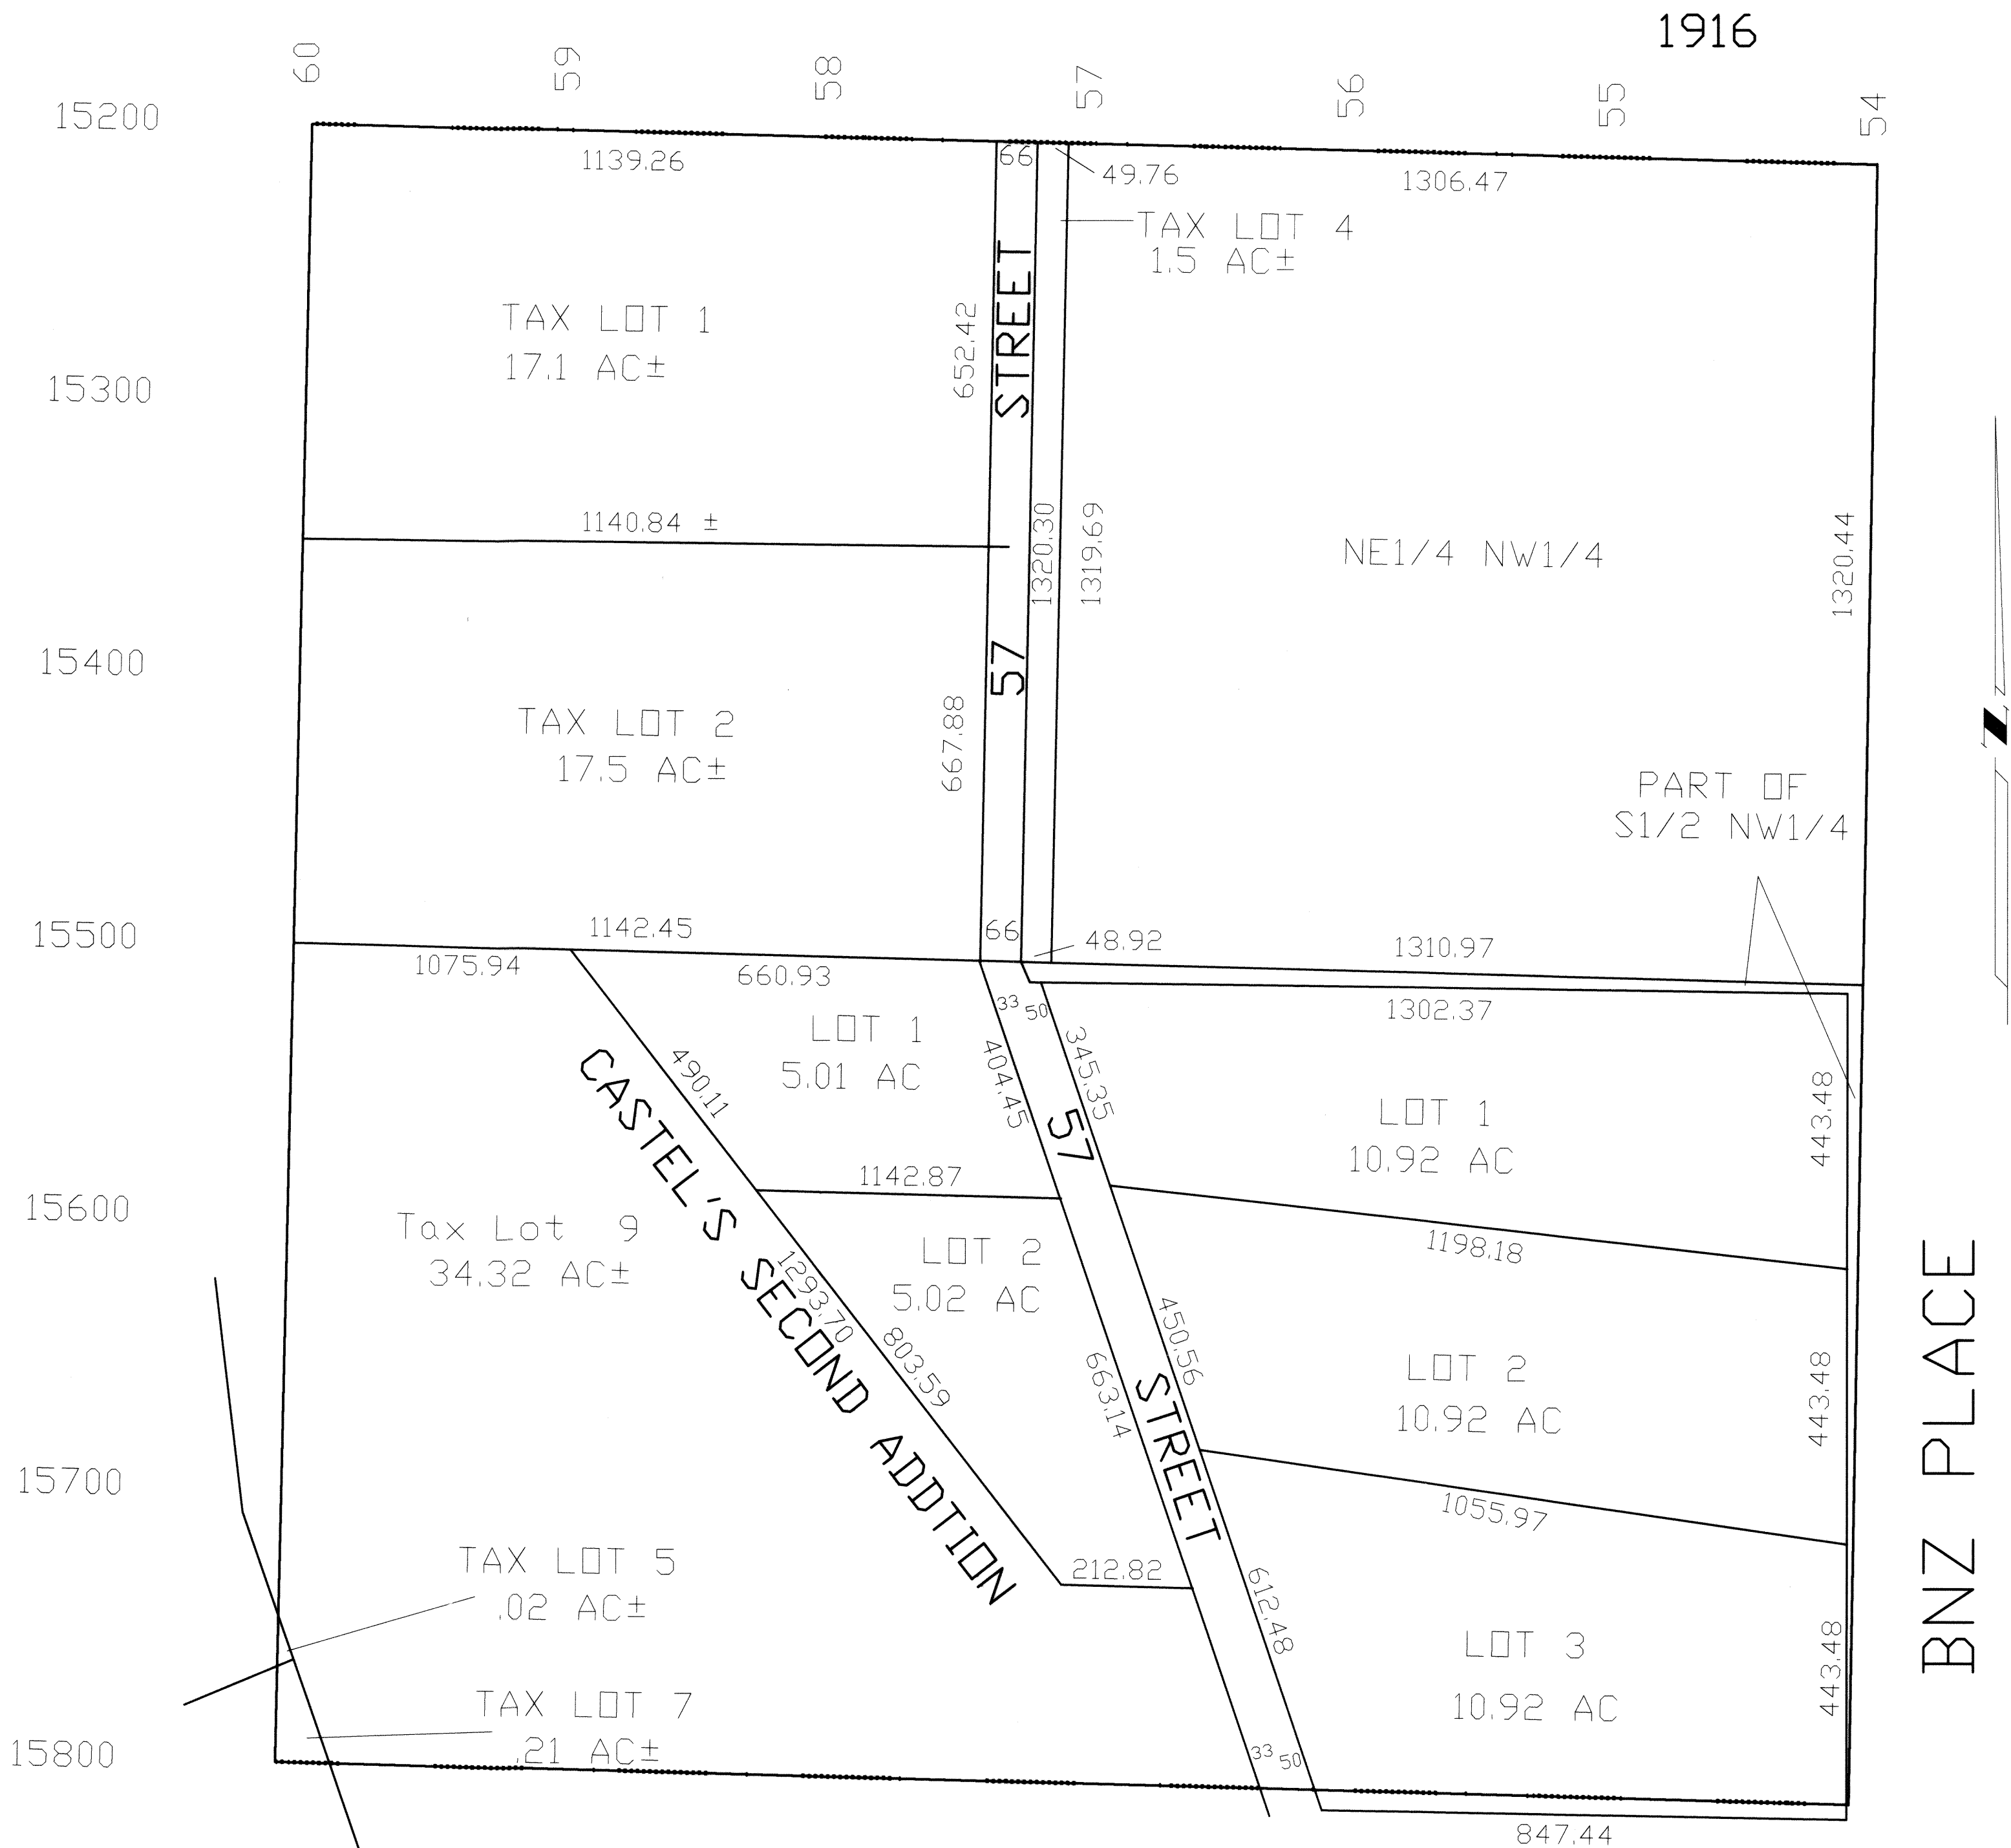 1916
60
59
58
57
56
55
54
15200
15300
15400
15500
15600
15700
15800
1139.26
66
49.76
1306.47
TAX LOT 4
1.5 AC±
TAX LOT 1
17.1 AC±
652.42
STREET
57
1320.30
1319.69
NE1/4 NW1/4
1320.44
1140.84 ±
TAX LOT 2
17.5 AC±
667.88
PART OF
S1/2 NW1/4
Z
1142.45
66
48.92
1310.97
1075.94
660.93
33
50
1302.37
LOT 1
5.01 AC
490.11
404.45
345.35
57
STREET
LOT 1
10.92 AC
443.48
CASTEL'S SECOND ADDTION
1142.87
1198.18
Tax Lot 9
34.32 AC±
LOT 2
5.02 AC
1293.70
803.59
663.14
450.56
LOT 2
10.92 AC
443.48
BNZ PLACE
1055.97
212.82
612.48
TAX LOT 5
.02 AC±
LOT 3
10.92 AC
443.48
TAX LOT 7
.21 AC±
33
50
847.44